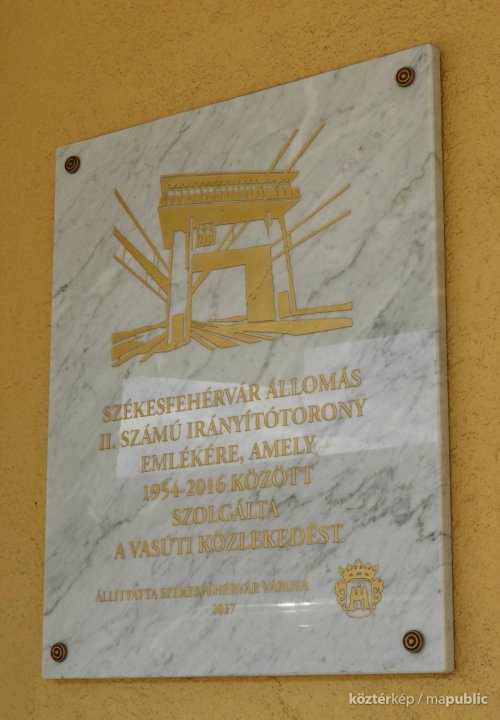 SZÉKESFEHÉRVÁR ÁLLOMÁS
II. SZÁMÚ IRÁNYÍTÓTORONY
EMLÉKÉRE, AMELY
1954-2016 KÖZÖTT
SZOLGÁLTA
A VASÚTI KÖZLEKEDÉST.
ÁLLÍTTATTA SZÉKESFEHÉRVÁR VÁROSA
2017
köztérkép / mapublic